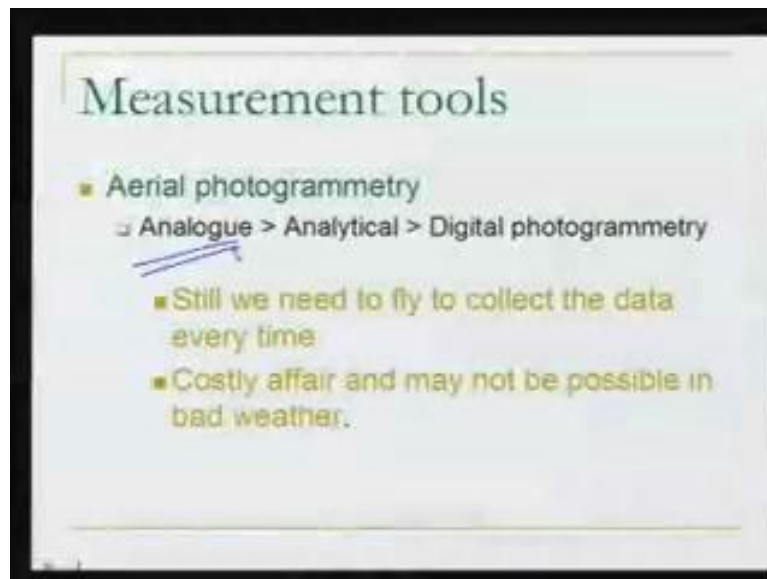 Measurement tools
Aerial photogrammetry
Analogue > Analytical > Digital photogrammetry
Still we need to fly to collect the data
every time
Costly affair and may not be possible in
bad weather.